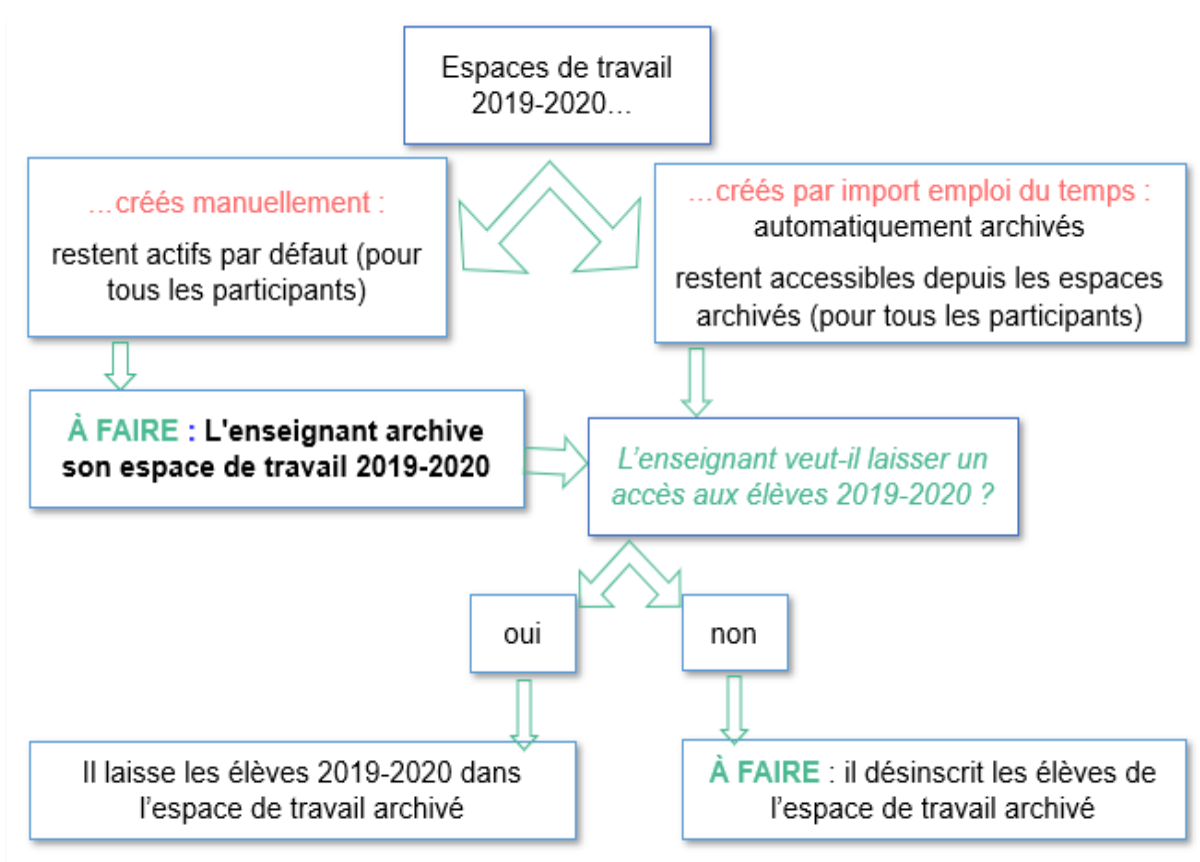 Espaces de travail
2019-2020...
...créés manuellement :
restent actifs par défaut (pour
tous les participants)
...créés par import emploi du temps :
automatiquement archivés
restent accessibles depuis les espaces
archivés (pour tous les participants)
À FAIRE : L'enseignant archive
son espace de travail 2019-2020
L’enseignant veut-il laisser un
accès aux élèves 2019-2020 ?
oui
non
Il laisse les élèves 2019-2020 dans
l’espace de travail archivé
À FAIRE : il désinscrit les élèves de
l’espace de travail archivé